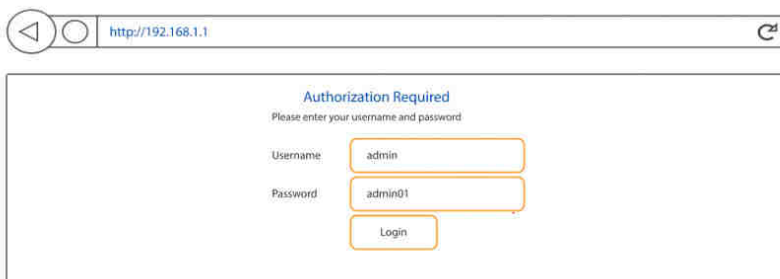 http://192.168.1.1
Authorization Required
Please enter your username and password
Username admin
Password admin01
Login